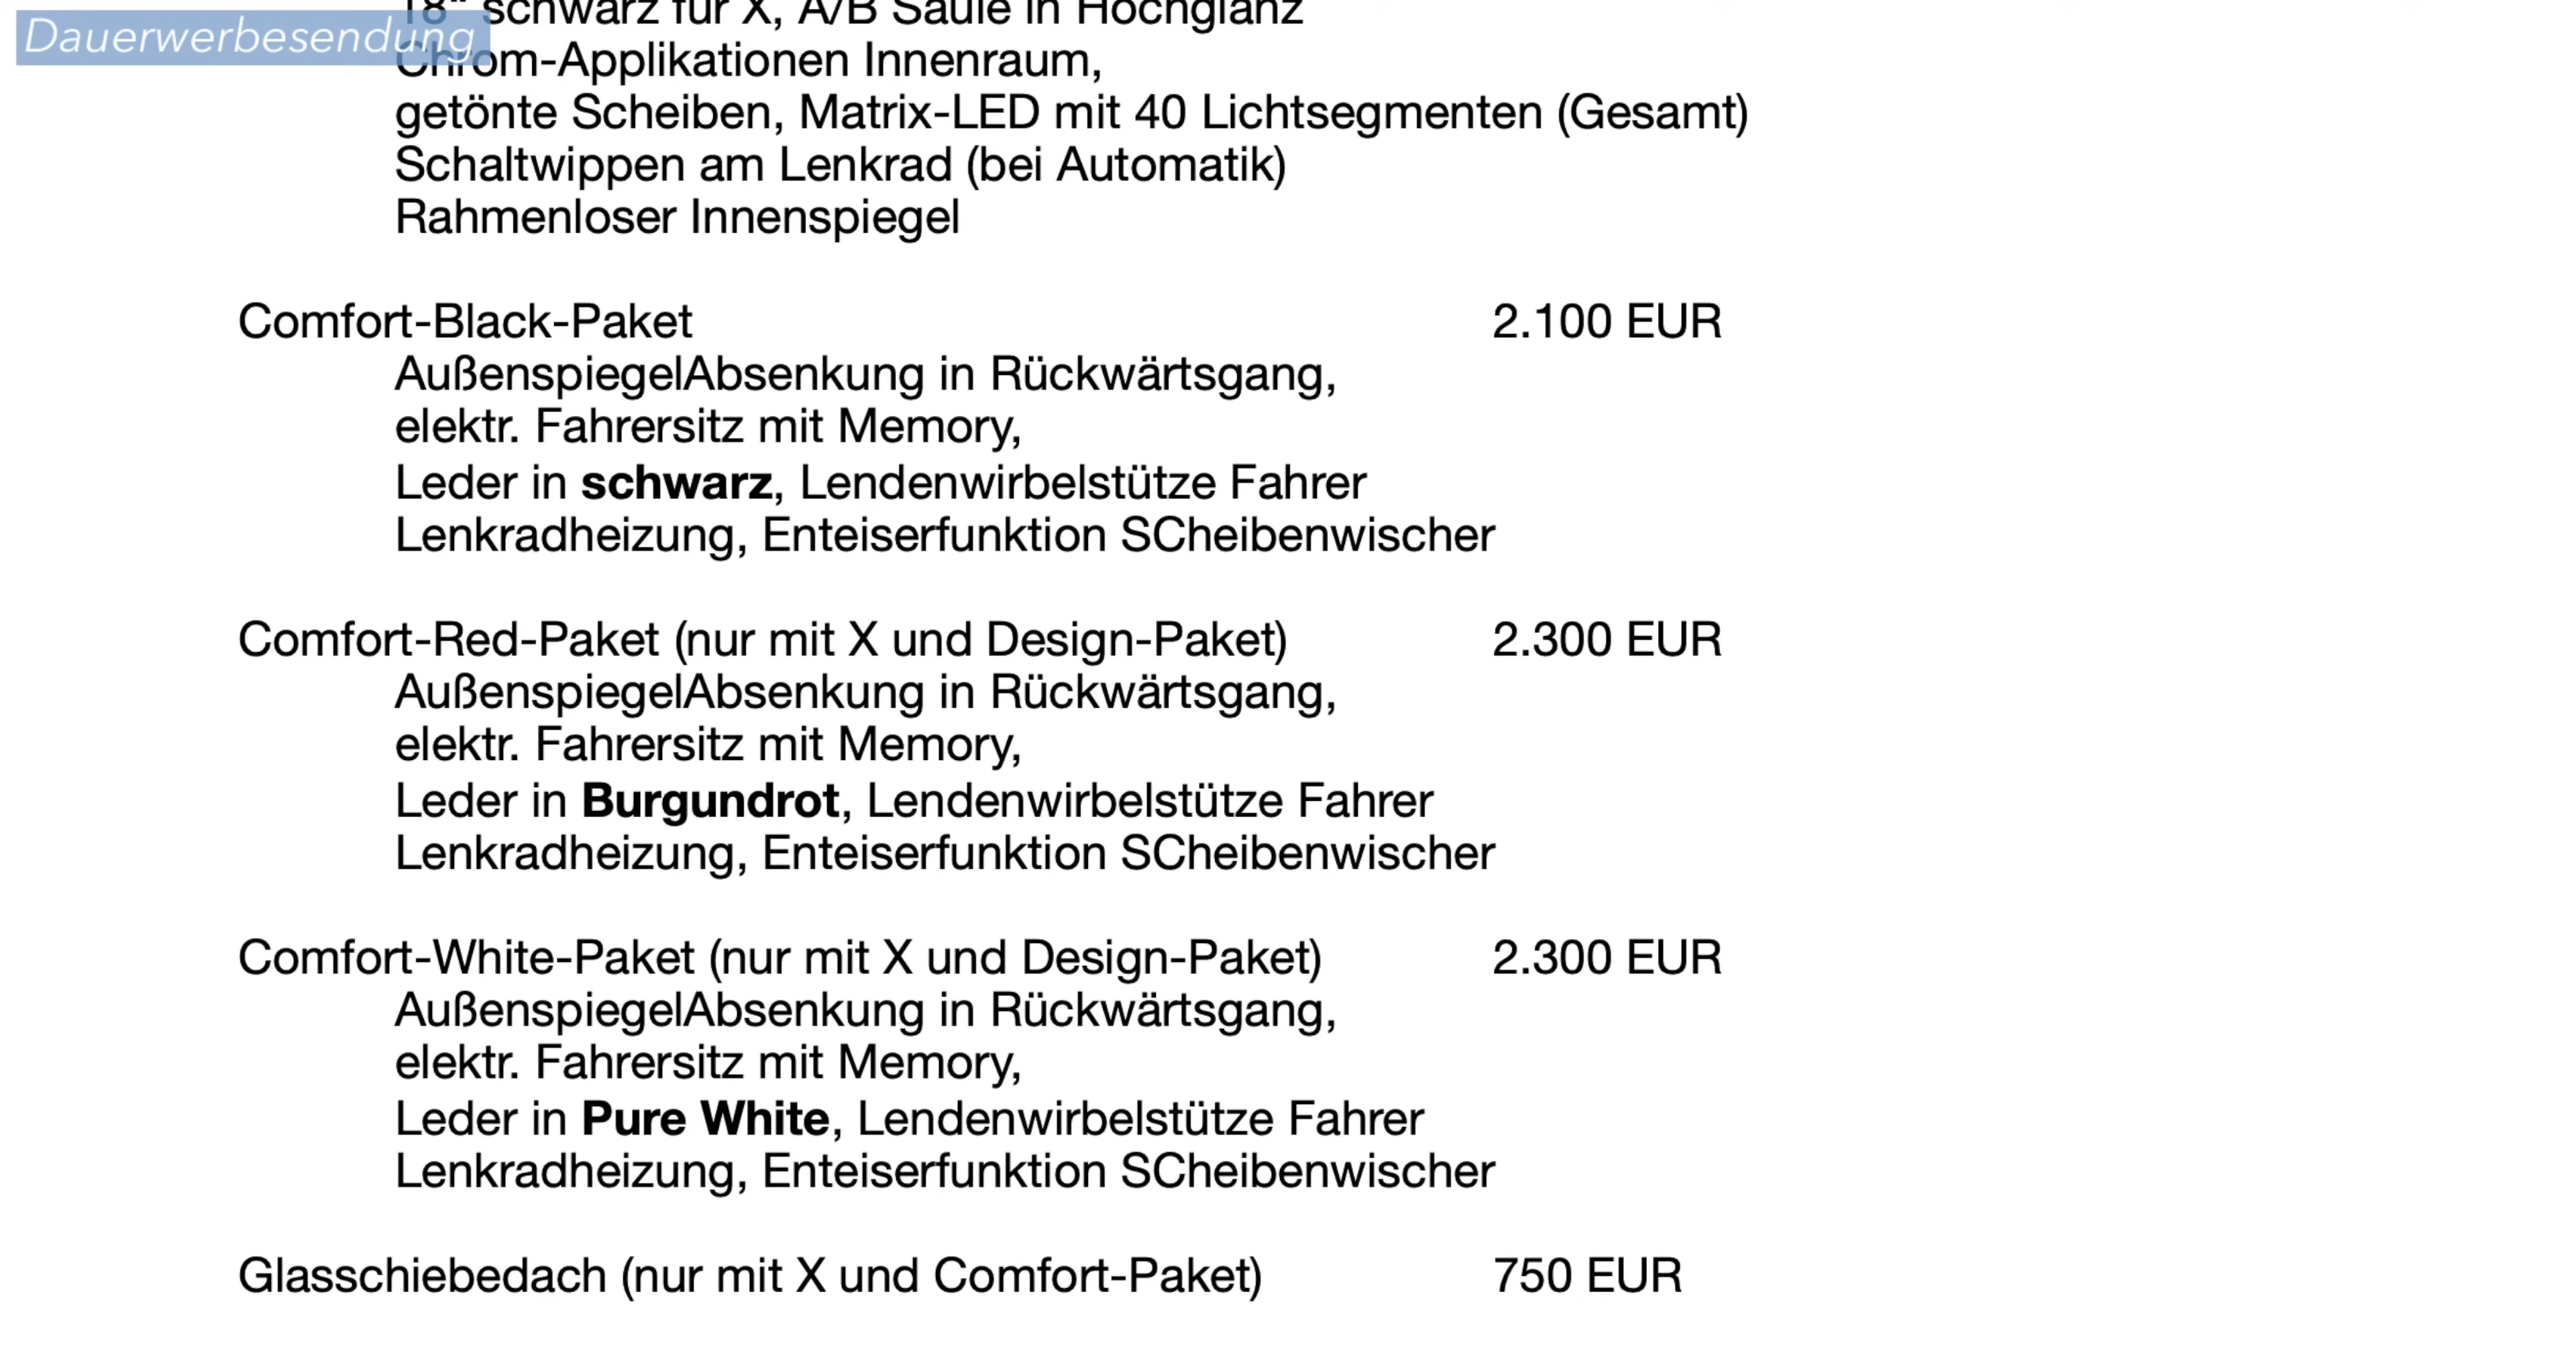 18" schwarz für X, A/B Säule in Hochglanz
Dauerwerbesendung
Chrom-Applikationen Innenraum,
getönte Scheiben, Matrix-LED mit 40 Lichtsegmenten (Gesamt)
Schaltwippen am Lenkrad (bei Automatik)
Rahmenloser Innenspiegel
Comfort-Black-Paket 2.100 EUR
AußenspiegelAbsenkung in Rückwärtsgang,
elektr. Fahrersitz mit Memory,
Leder in schwarz, Lendenwirbelstütze Fahrer
Lenkradheizung, Enteiserfunktion SCheibenwischer
Comfort-Red-Paket (nur mit X und Design-Paket) 2.300 EUR
AußenspiegelAbsenkung in Rückwärtsgang,
elektr. Fahrersitz mit Memory,
Leder in Burgundrot, Lendenwirbelstütze Fahrer
Lenkradheizung, Enteiserfunktion SCheibenwischer
Comfort-White-Paket (nur mit X und Design-Paket) 2.300 EUR
AußenspiegelAbsenkung in Rückwärtsgang,
elektr. Fahrersitz mit Memory,
Leder in Pure White, Lendenwirbelstütze Fahrer
Lenkradheizung, Enteiserfunktion SCheibenwischer
Glasschiebedach (nur mit X und Comfort-Paket) 750 EUR